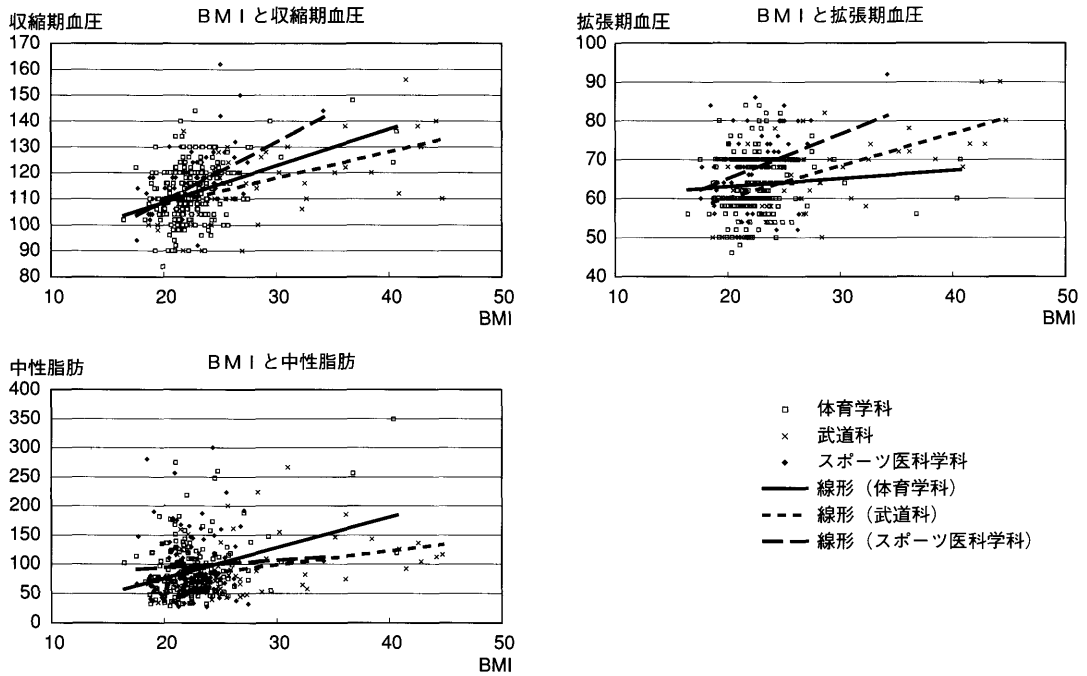 収縮期血圧
BMIと収縮期血圧
170
160
150
140
130
120
110
100
90
80
10 20 30 40 50
BMI
拡張期血圧
BMIと拡張期血圧
100
90
80
70
60
50
40
10 20 30 40 50
BMI
中性脂肪
BMIと中性脂肪
400
350
300
250
200
150
100
50
0
10 20 30 40 50
BMI
体育学科
武道科
スポーツ医科学科
線形（体育学科）
線形（武道科）
線形（スポーツ医科学科）